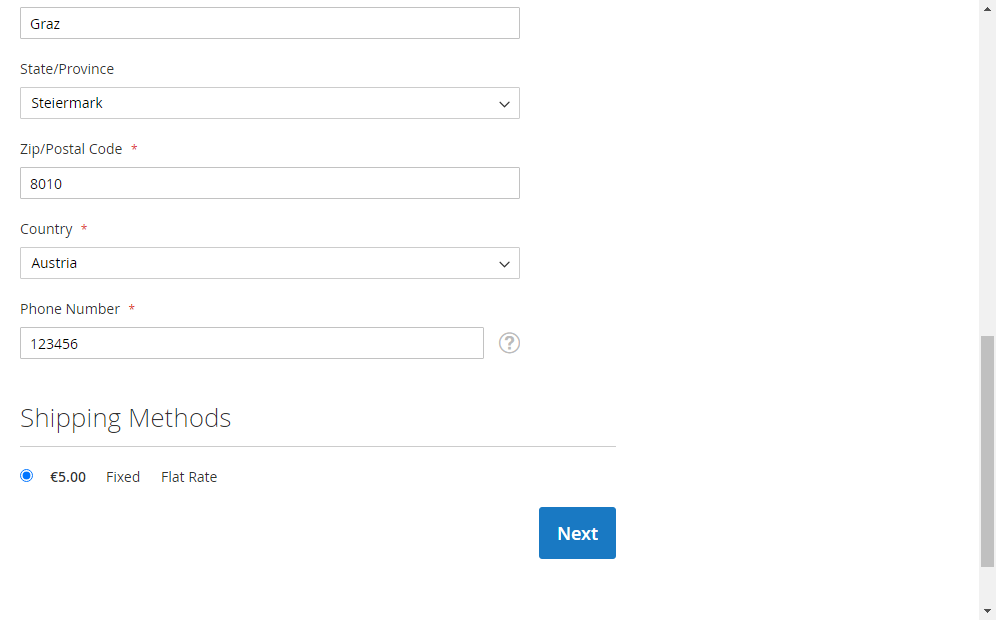 Graz
State/Province
Steiermark
Zip/Postal Code *
8010
Country *
Austria
Phone Number *
123456
?
Shipping Methods
€5.00 Fixed Flat Rate
Next